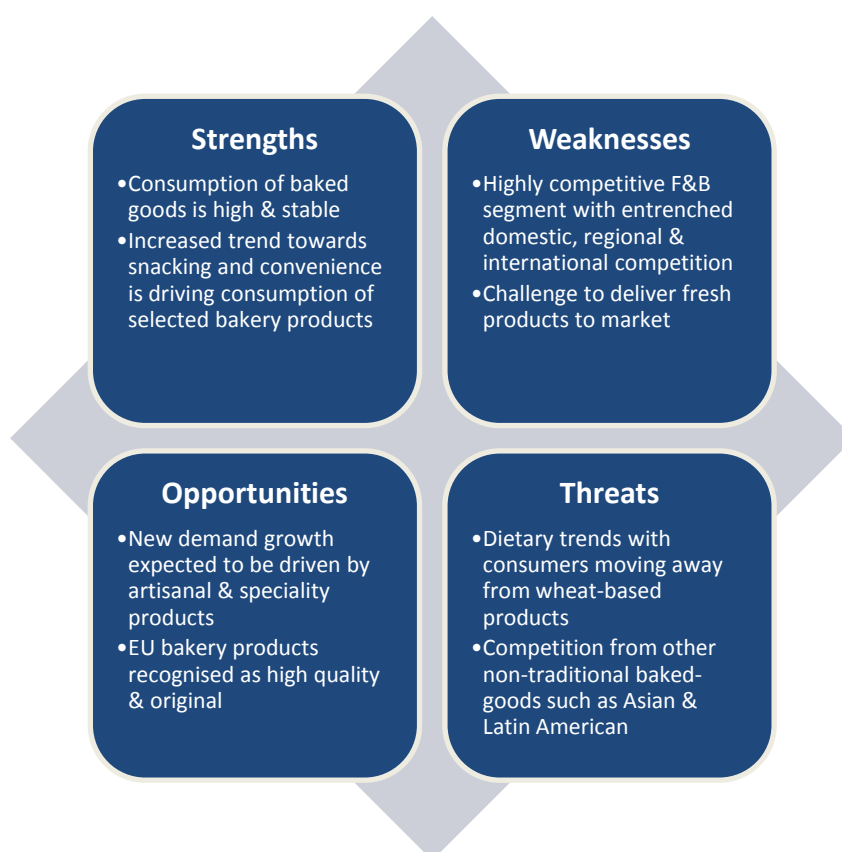 Strengths
•Consumption of baked
goods is high & stable
•Increased trend towards
snacking and convenience
is driving consumption of
selected bakery products
Weaknesses
•Highly competitive F&B
segment with entrenched
domestic, regional &
international competition
•Challenge to deliver fresh
products to market
Opportunities
•New demand growth
expected to be driven by
artisanal & speciality
products
•EU bakery products
recognised as high quality
& original
Threats
•Dietary trends with
consumers moving away
from wheat-based
products
•Competition from other
non-traditional baked-
goods such as Asian &
Latin American